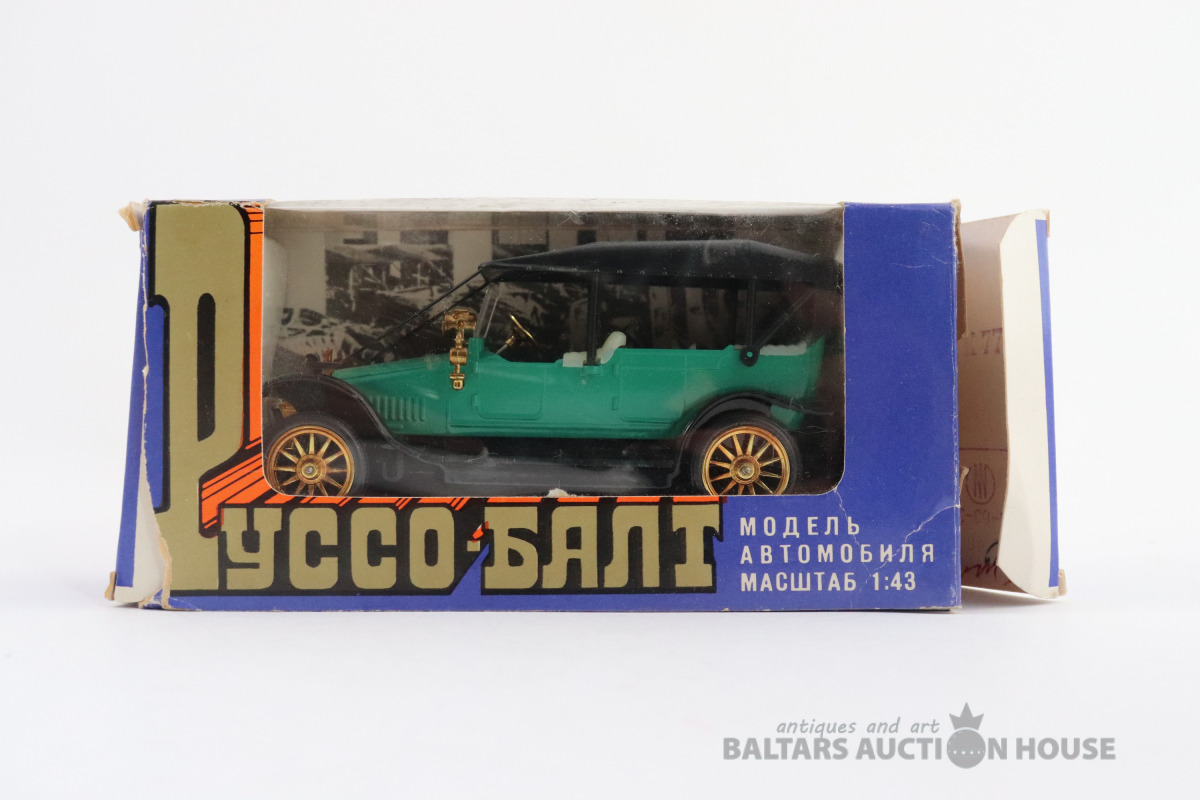 РУССО-БАЛТ
МОДЕЛЬ
АВТОМОБИЛЯ
МАСШТАБ 1:43
antiques and art
BALTARS AUCTION HOUSE